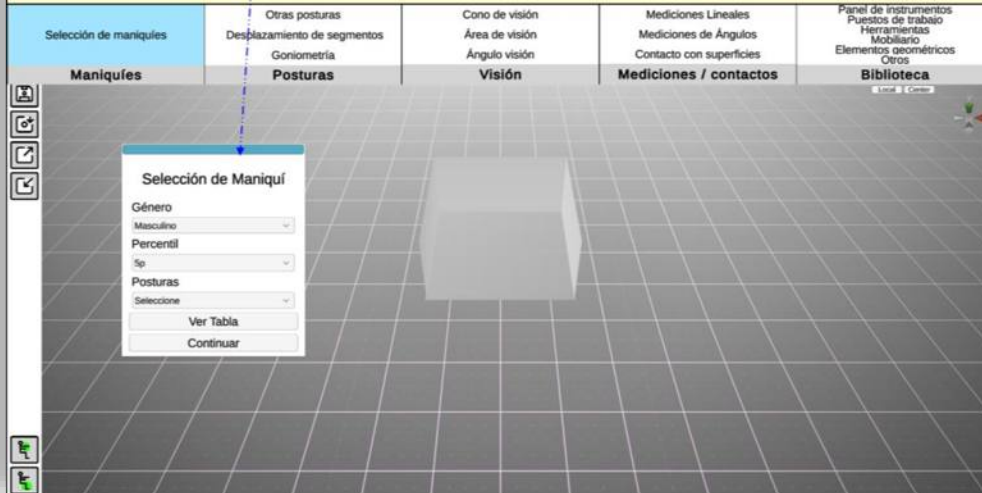 Selección de maniquíes
Maniquíes
Otras posturas
Desplazamiento de segmentos
Goniometría
Posturas
Cono de visión
Área de visión
Ángulo visión
Visión
Mediciones Lineales
Mediciones de Ángulos
Contacto con superficies
Mediciones / contactos
Panel de instrumentos
Puestos de trabajo
Herramientas
Mobiliario
Elementos geométricos
Otros
Biblioteca
Local Center
Selección de Maniquí
Género
Masculino
Percentil
5p
Posturas
Seleccione
Ver Tabla
Continuar